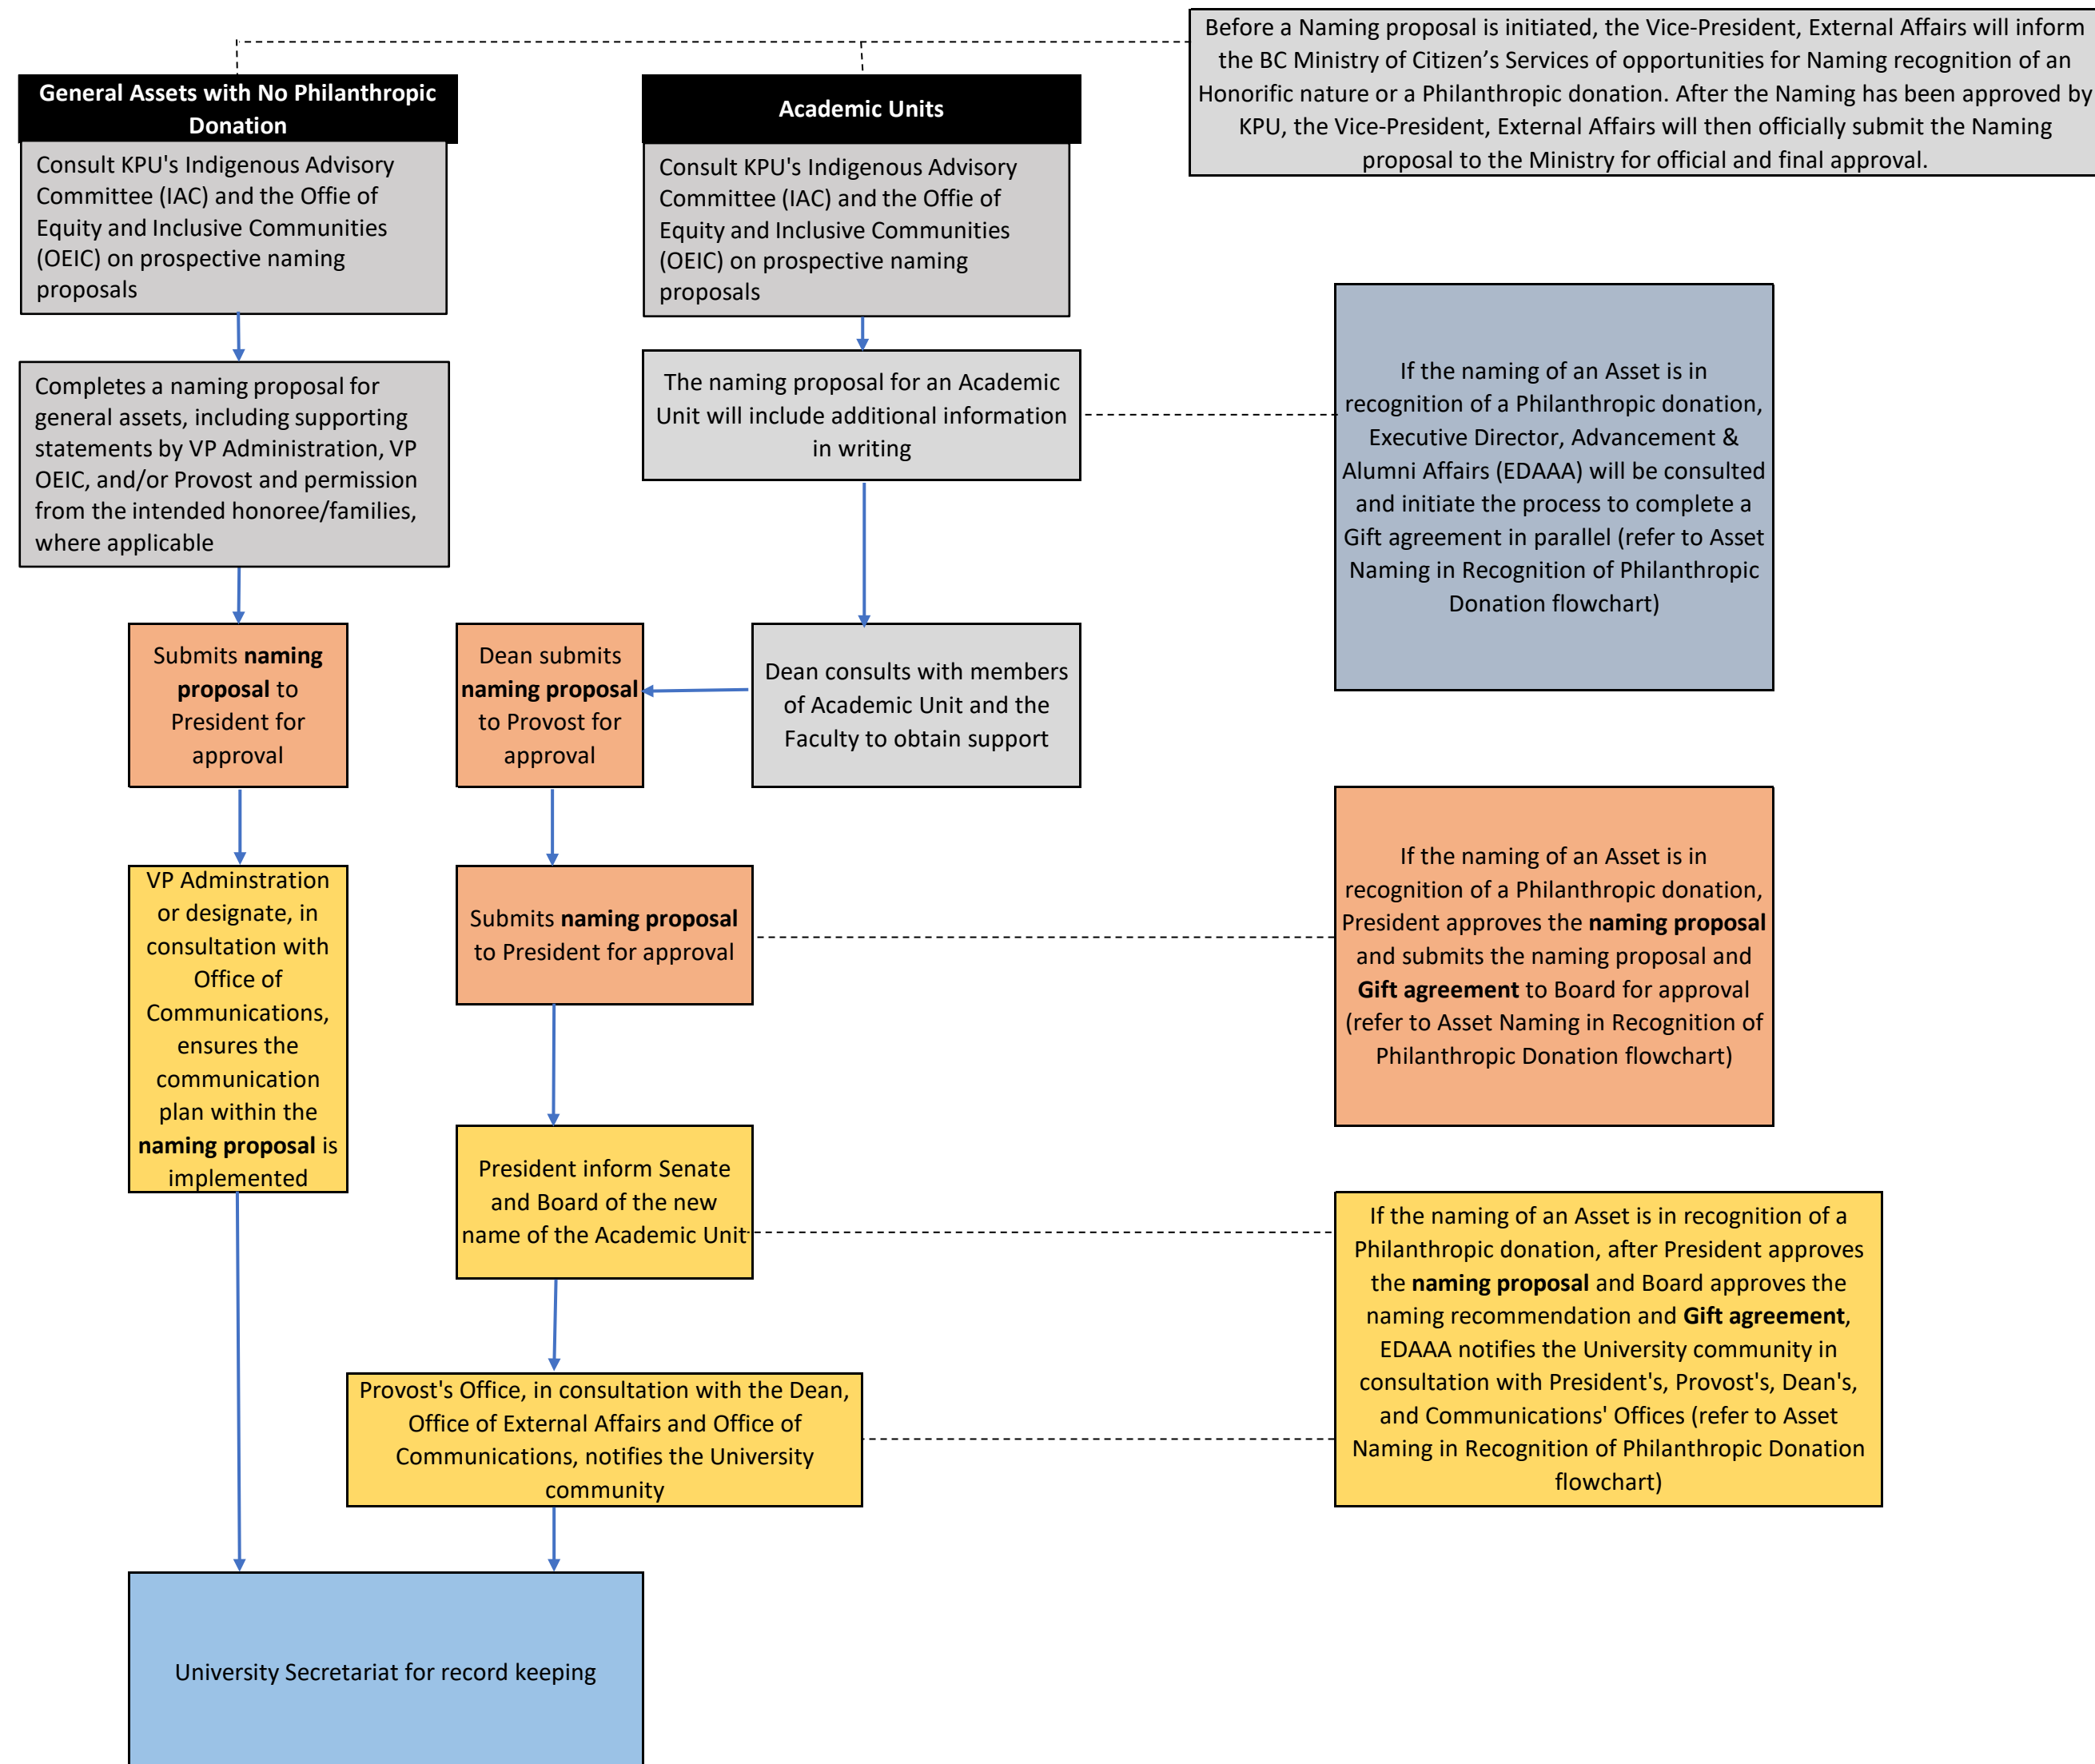 Before a Naming proposal is initiated, the Vice-President, External Affairs will inform
the BC Ministry of Citizen’s Services of opportunities for Naming recognition of an
Honorific nature or a Philanthropic donation. After the Naming has been approved by
KPU, the Vice-President, External Affairs will then officially submit the Naming
proposal to the Ministry for official and final approval.
General Assets with No Philanthropic
Donation
Consult KPU's Indigenous Advisory
Committee (IAC) and the Offie of
Equity and Inclusive Communities
(OEIC) on prospective naming
proposals
Completes a naming proposal for
general assets, including supporting
statements by VP Administration, VP
OEIC, and/or Provost and permission
from the intended honoree/families,
where applicable
Submits naming
proposal to
President for
approval
VP Adminstration
or designate, in
consultation with
Office of
Communications,
ensures the
communication
plan within the
naming proposal is
implemented
Academic Units
Consult KPU's Indigenous Advisory
Committee (IAC) and the Offie of
Equity and Inclusive Communities
(OEIC) on prospective naming
proposals
The naming proposal for an Academic
Unit will include additional information
in writing
Dean consults with members
of Academic Unit and the
Faculty to obtain support
Dean submits
naming proposal
to Provost for
approval
Submits naming proposal
to President for approval
President inform Senate
and Board of the new
name of the Academic Unit
Provost's Office, in consultation with the Dean,
Office of External Affairs and Office of
Communications, notifies the University
community
University Secretariat for record keeping
If the naming of an Asset is in
recognition of a Philanthropic donation,
Executive Director, Advancement &
Alumni Affairs (EDAAA) will be consulted
and initiate the process to complete a
Gift agreement in parallel (refer to Asset
Naming in Recognition of Philanthropic
Donation flowchart)
If the naming of an Asset is in
recognition of a Philanthropic donation,
President approves the naming proposal
and submits the naming proposal and
Gift agreement to Board for approval
(refer to Asset Naming in Recognition of
Philanthropic Donation flowchart)
If the naming of an Asset is in recognition of a
Philanthropic donation, after President approves
the naming proposal and Board approves the
naming recommendation and Gift agreement,
EDAAA notifies the University community in
consultation with President's, Provost's, Dean's,
and Communications' Offices (refer to Asset
Naming in Recognition of Philanthropic Donation
flowchart)